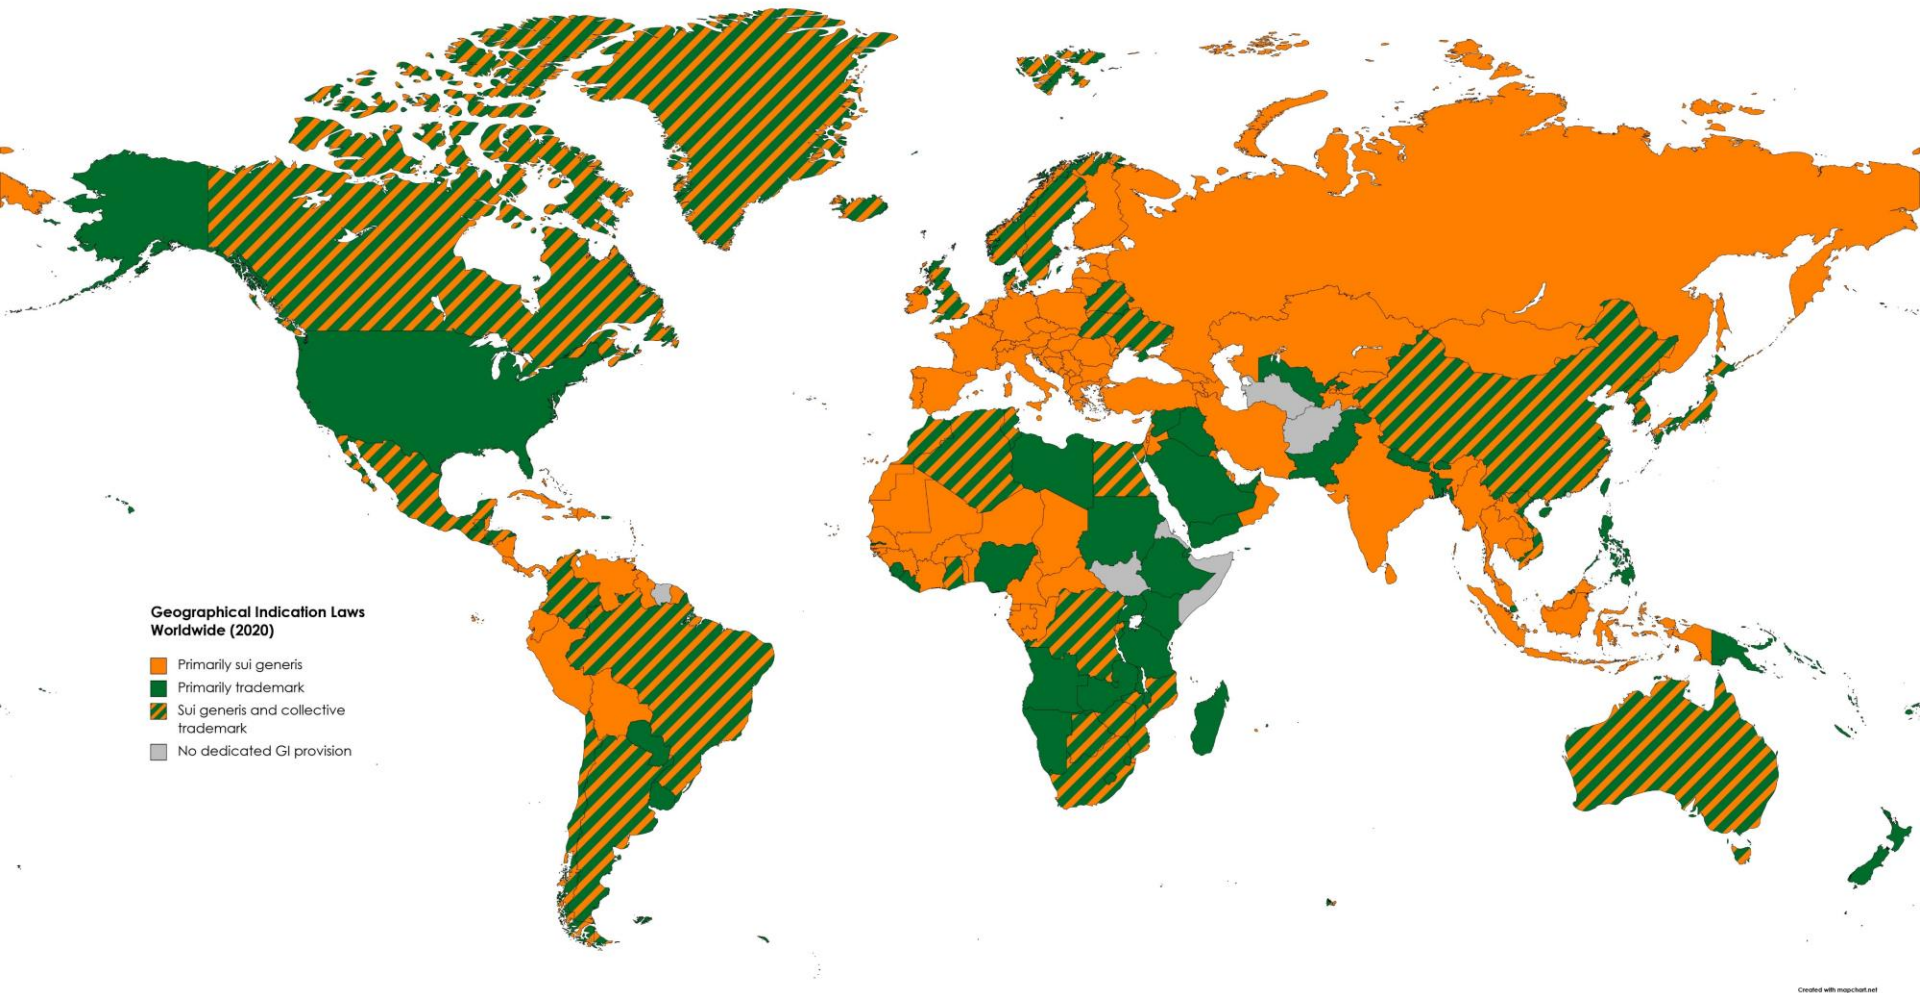 Geographical Indication Laws
Worldwide (2020)
Primarily sui generis
Primarily trademark
Sui generis and collective
trademark
No dedicated GI provision
Created with mapchart.net